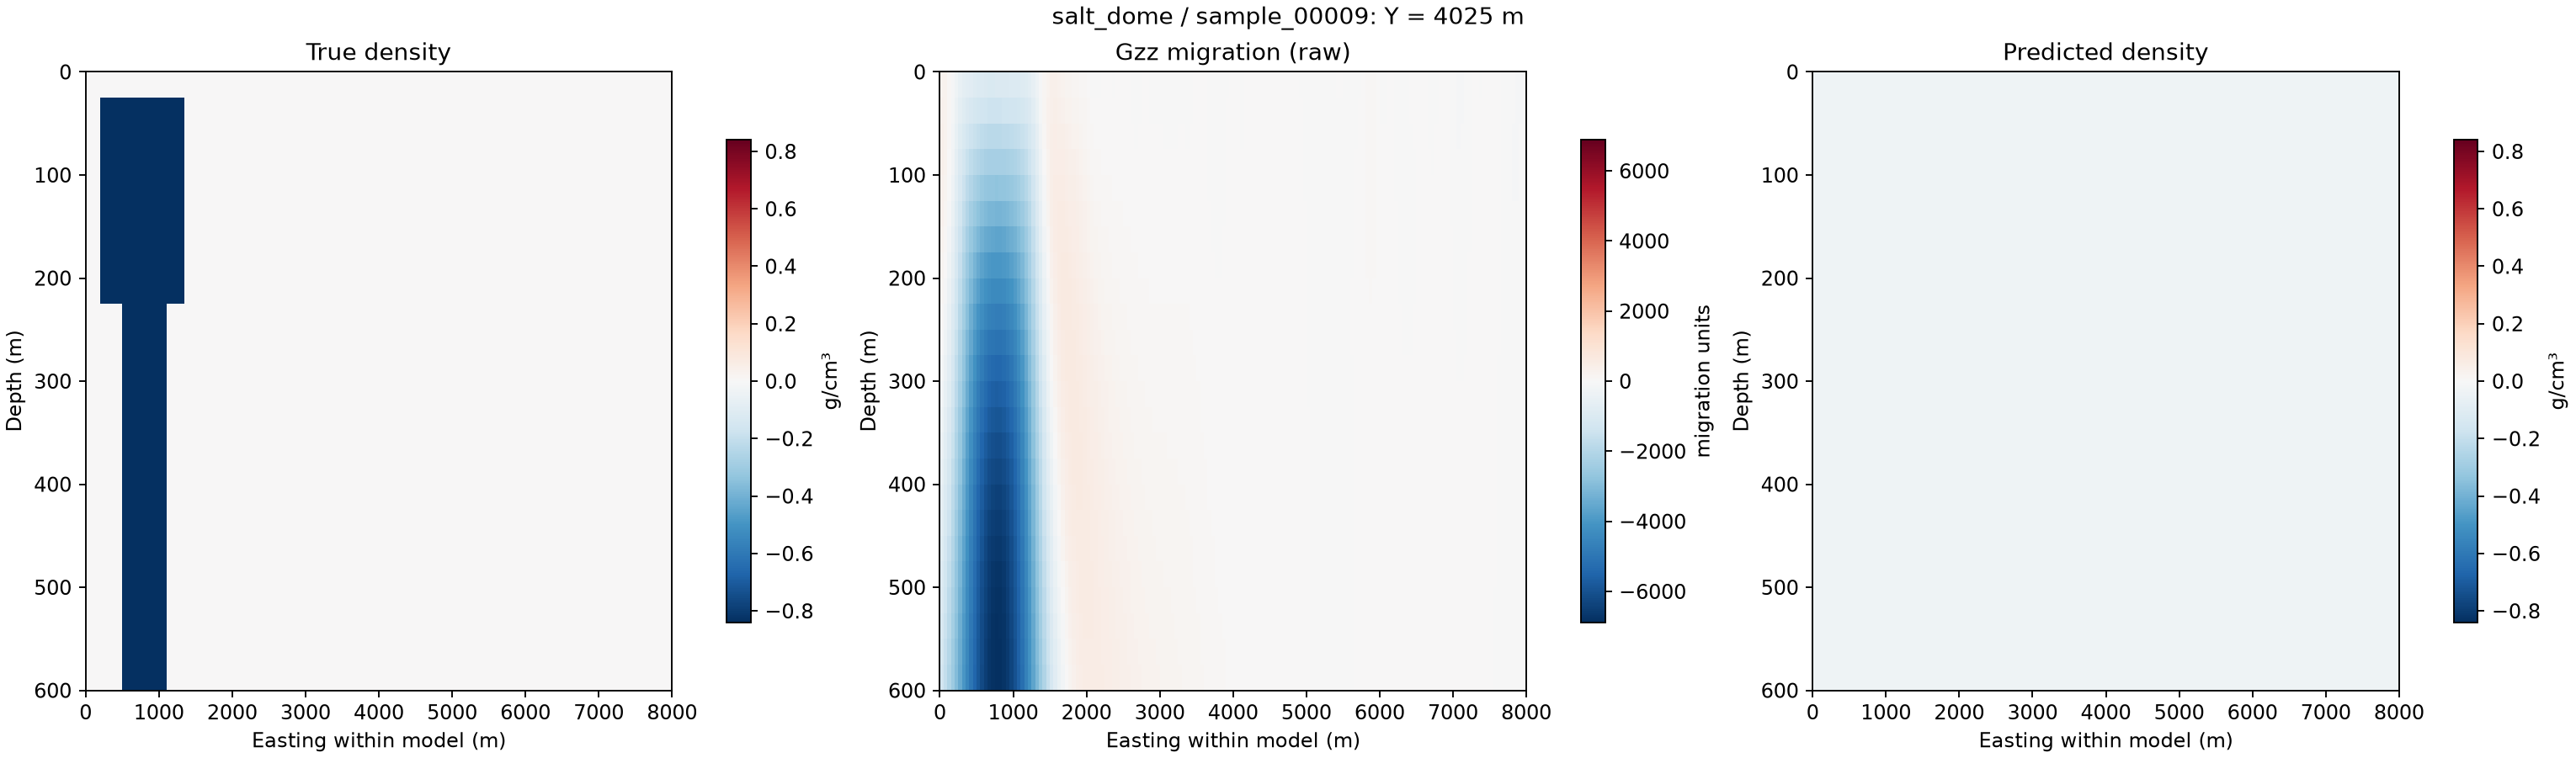 salt_dome / sample_00009: Y = 4025 m
True density
0
100
200
300
400
500
600
Depth (m)
0 1000 2000 3000 4000 5000 6000 7000 8000
Easting within model (m)
0.8
0.6
0.4
0.2
0.0
−0.2
−0.4
−0.6
−0.8
g/cm³
Gzz migration (raw)
0
100
200
300
400
500
600
Depth (m)
0 1000 2000 3000 4000 5000 6000 7000 8000
Easting within model (m)
6000
4000
2000
0
−2000
−4000
−6000
migration units
Predicted density
0
100
200
300
400
500
600
Depth (m)
0 1000 2000 3000 4000 5000 6000 7000 8000
Easting within model (m)
0.8
0.6
0.4
0.2
0.0
−0.2
−0.4
−0.6
−0.8
g/cm³